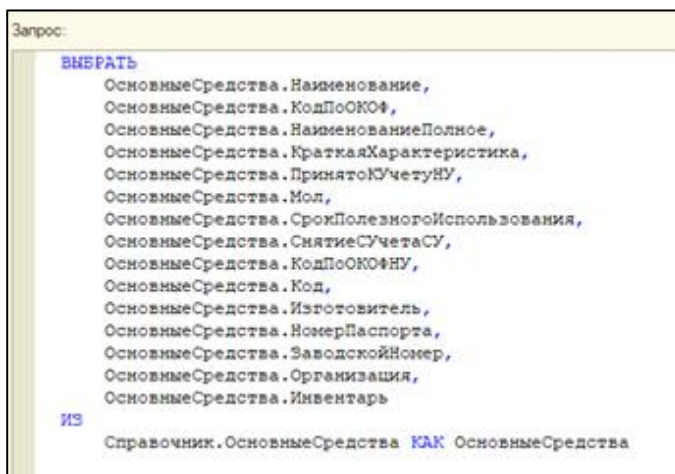 Запрос:
ВЫБРАТЬ
ОсновныеСредства.Наименование,
ОсновныеСредства.КодПоОКОФ,
ОсновныеСредства.НаименованиеПолное,
ОсновныеСредства.КраткаяХарактеристика,
ОсновныеСредства.ПринятоКУчетуНУ,
ОсновныеСредства.Мол,
ОсновныеСредства.СрокПолезногоИспользования,
ОсновныеСредства.СнятиеСУчетаСУ,
ОсновныеСредства.КодПоОКОФНУ,
ОсновныеСредства.Код,
ОсновныеСредства.Изготовитель,
ОсновныеСредства.НомерПаспорта,
ОсновныеСредства.ЗаводскойНомер,
ОсновныеСредства.Организация,
ОсновныеСредства.Инвентарь
ИЗ
Справочник.ОсновныеСредства КАК ОсновныеСредства